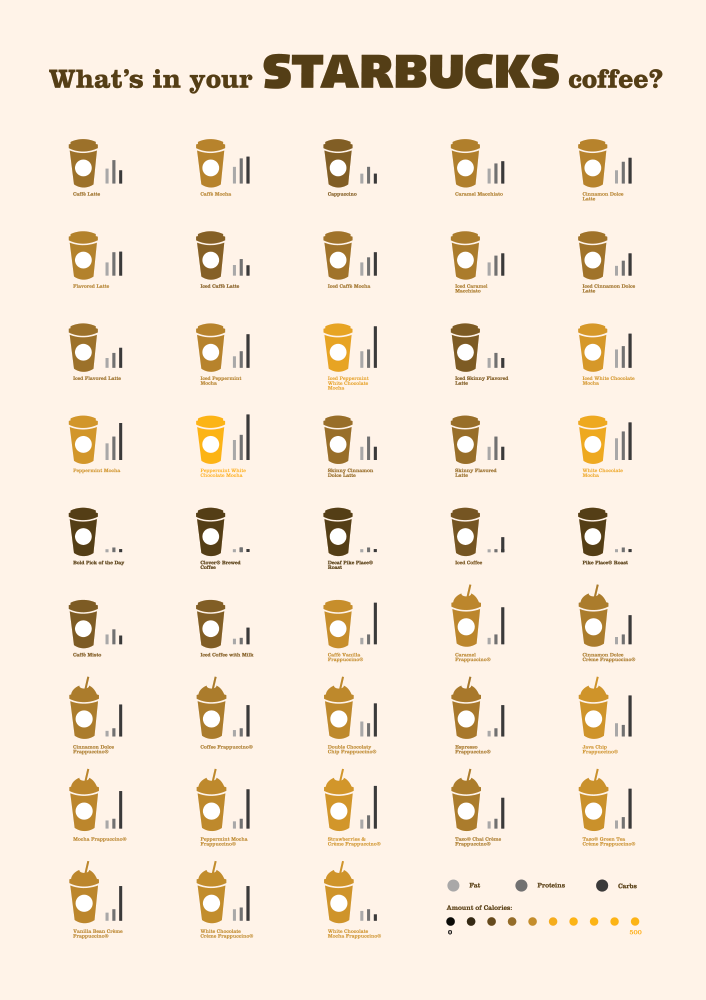 What's in your STARBUCKS coffee?
Caffè Latte
Caffè Mocha
Cappuccino
Caramel Macchiato
Cinnamon Dolce
Latte
Flavored Latte
Iced Caffè Latte
Iced Caffè Mocha
Iced Caramel
Macchiato
Iced Cinnamon Dolce
Latte
Iced Flavored Latte
Iced Peppermint
Mocha
Iced Peppermint
White Chocolate
Mocha
Iced Skinny Flavored
Latte
Iced White Chocolate
Mocha
Peppermint Mocha
Peppermint White
Chocolate Mocha
Skinny Cinnamon
Dolce Latte
Skinny Flavored
Latte
White Chocolate
Mocha
Bold Pick of the Day
Clover® Brewed
Coffee
Decaf Pike Place®
Roast
Iced Coffee
Pike Place® Roast
Caffè Misto
Iced Coffee with Milk
Caffè Vanilla
Frappuccino®
Caramel
Frappuccino®
Cinnamon Dolce
Crème Frappuccino®
Cinnamon Dolce
Frappuccino®
Coffee Frappuccino®
Double Chocolaty
Chip Frappuccino®
Espresso
Frappuccino®
Java Chip
Frappuccino®
Mocha Frappuccino®
Peppermint Mocha
Frappuccino®
Strawberries &
Crème Frappuccino®
Tazo® Chai Crème
Frappuccino®
Tazo® Green Tea
Crème Frappuccino®
Vanilla Bean Crème
Frappuccino®
White Chocolate
Crème Frappuccino®
White Chocolate
Mocha Frappuccino®
Fat
Proteins
Carbs
Amount of Calories:
0
500